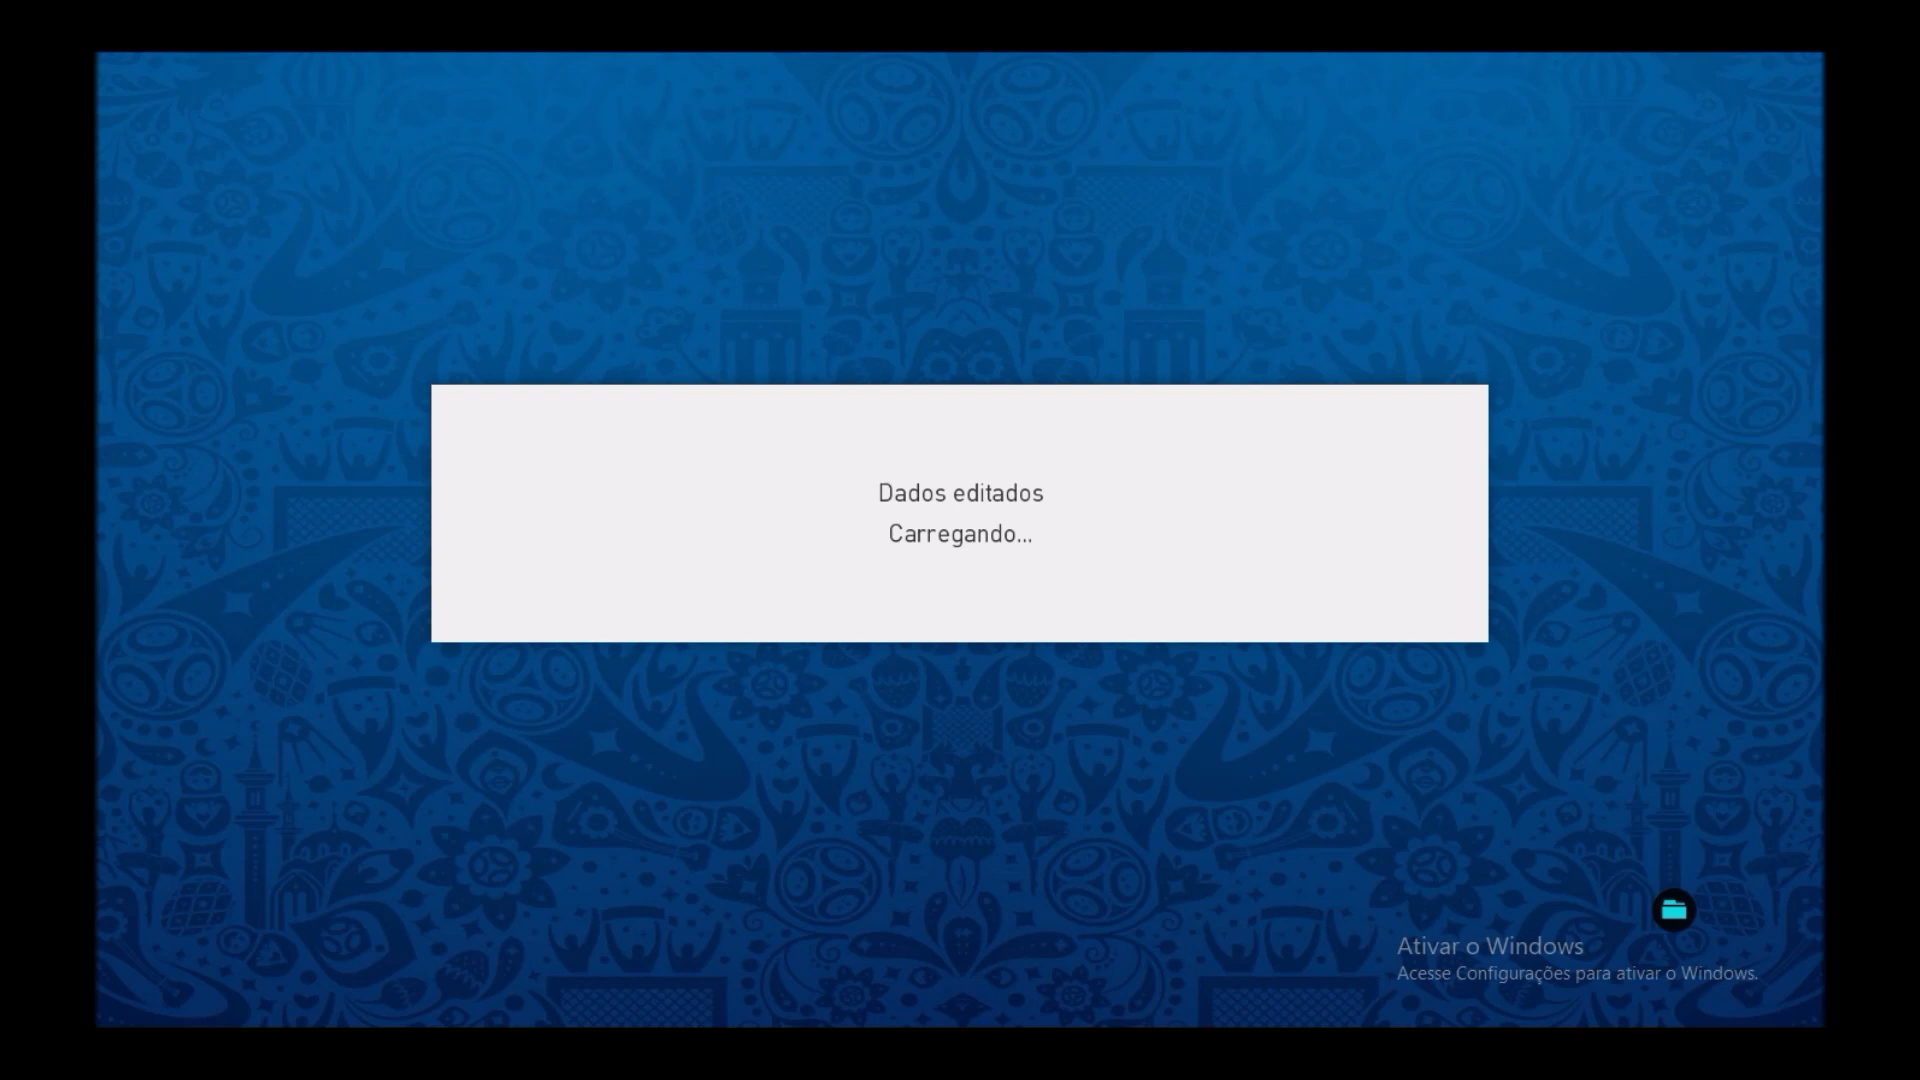 Dados editados
Carregando...
Ativar o Windows
Acesse Configurações para ativar o Windows.